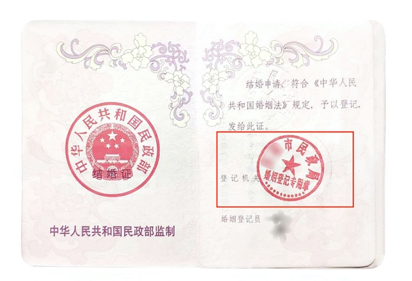 中华人民共和国民政部
结婚证
中华人民共和国民政部监制
结婚申请，符合《中华人民
共和国婚姻法》规定，予以登记，
发给此证。
市民政局
登记机关
婚姻登记专用章
婚姻登记员